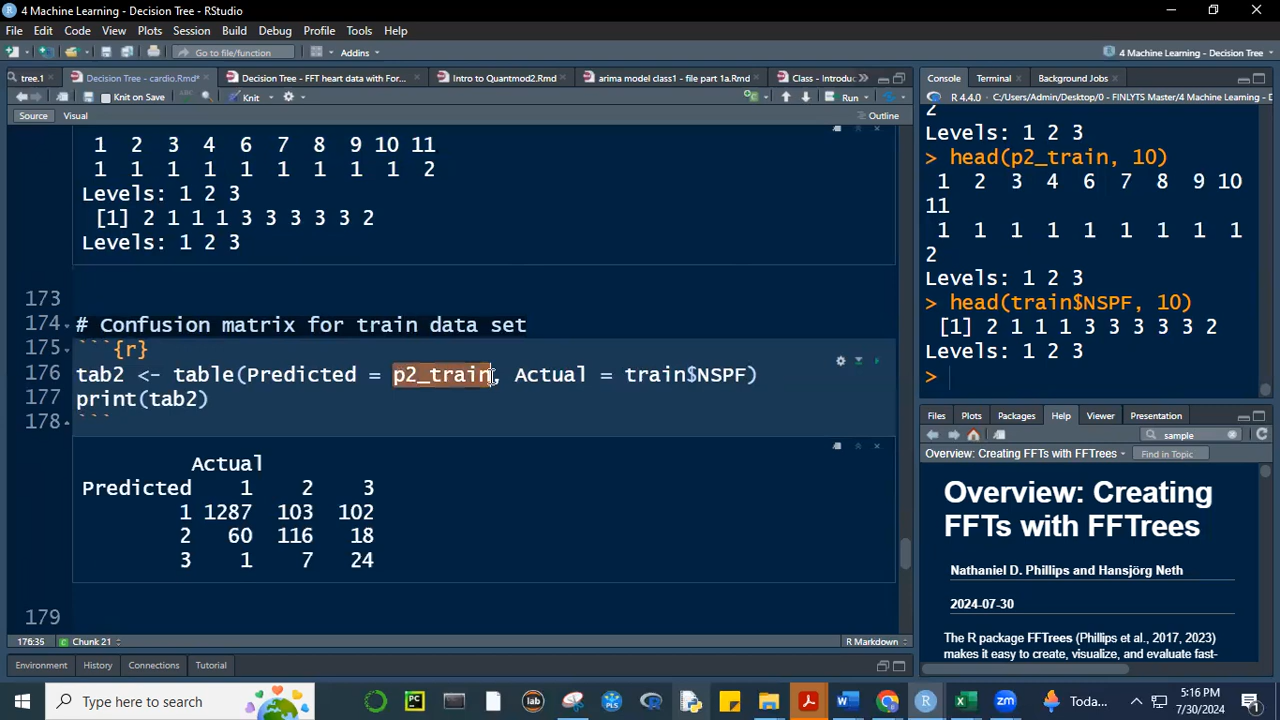 4 Machine Learning - Decision Tree - RStudio
File Edit Code View Plots Session Build Debug Profile Tools Help
Go to file/function Addins 4 Machine Learning - Decision Tree
tree.1 Decision Tree - cardio.Rmd* Decision Tree - FFT heart data with For... Intro to Quantmod2.Rmd arima model class1 - file part 1a.Rmd Class - Introduc
Knit on Save Knit Run
Source Visual Outline
1 2 3 4 6 7 8 9 10 11
1 1 1 1 1 1 1 1 1 2
Levels: 1 2 3
[1] 2 1 1 1 3 3 3 3 3 2
Levels: 1 2 3
173
174 # Confusion matrix for train data set
175 ```{r}
176 tab2 <- table(Predicted = p2_train, Actual = train$NSPF)
177 print(tab2)
178 ```
Actual
Predicted 1 2 3
1 1287 103 102
2 60 116 18
3 1 7 24
179
176:35 Chunk 21 R Markdown
Environment History Connections Tutorial
Console Terminal Background Jobs
R 4.4.0 · C:/Users/Admin/Desktop/0 - FINLYTS Master/4 Machine Learning - D
2
Levels: 1 2 3
> head(p2_train, 10)
1 2 3 4 6 7 8 9 10
11
1 1 1 1 1 1 1 1 1
2
Levels: 1 2 3
> head(train$NSPF, 10)
[1] 2 1 1 1 3 3 3 3 3 2
Levels: 1 2 3
>
Files Plots Packages Help Viewer Presentation
sample
Overview: Creating FFTs with FFTrees Find in Topic
Overview: Creating
FFTs with FFTrees
Nathaniel D. Phillips and Hansjörg Neth
2024-07-30
The R package FFTrees (Phillips et al., 2017, 2023)
makes it easy to create, visualize, and evaluate fast-
Type here to search
PC
lab
PLS
Toda...
5:16 PM
7/30/2024